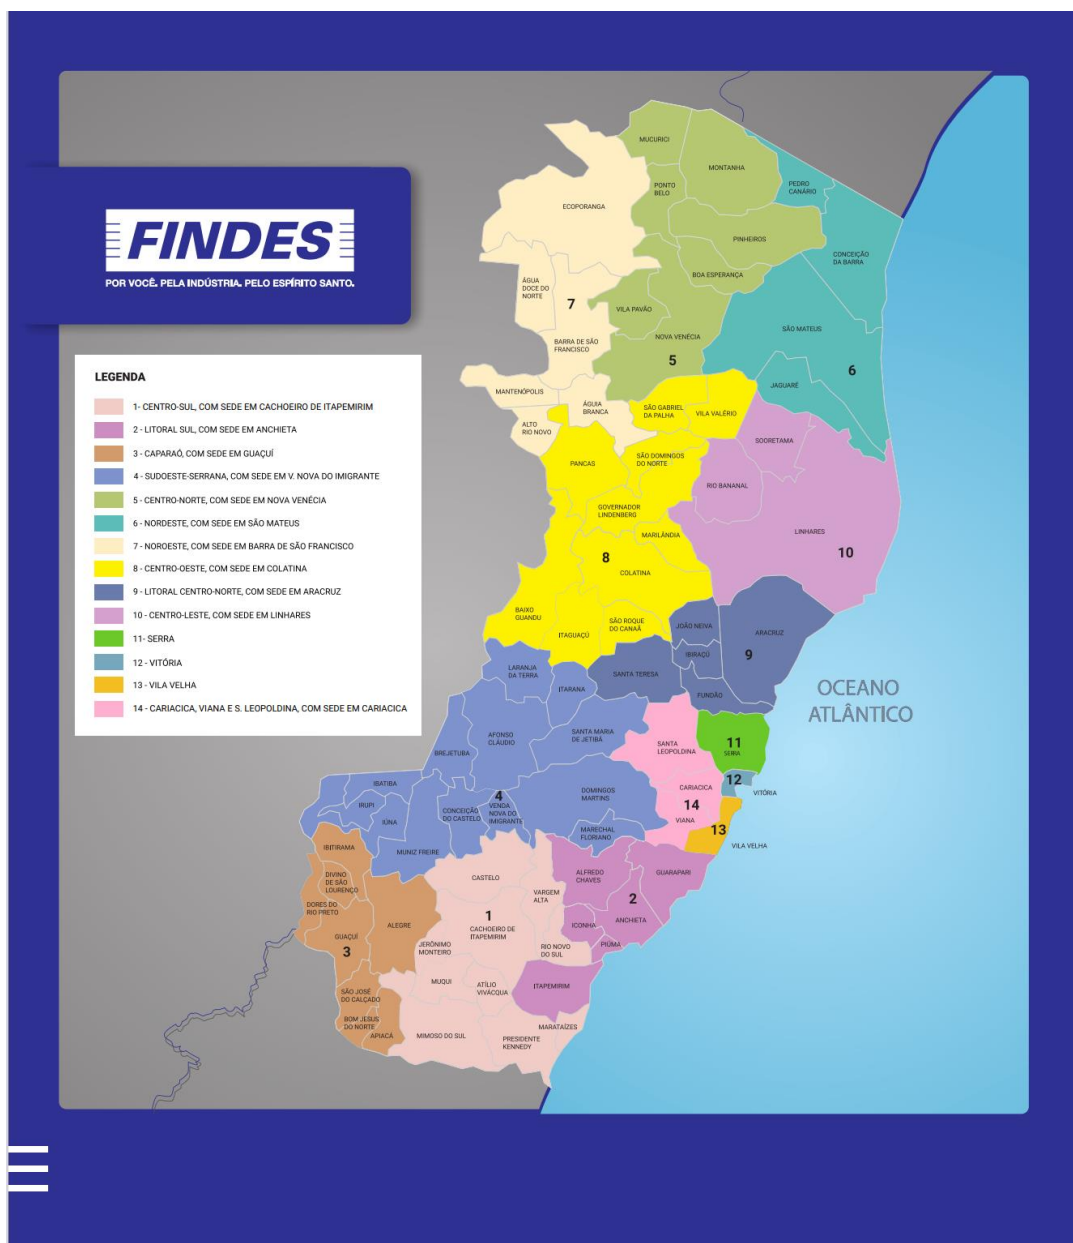 FINDES
POR VOCÊ. PELA INDÚSTRIA. PELO ESPÍRITO SANTO.
LEGENDA
1- CENTRO-SUL, COM SEDE EM CACHOEIRO DE ITAPEMIRIM
2 - LITORAL SUL, COM SEDE EM ANCHIETA
3 - CAPARAÓ, COM SEDE EM GUAÇUÍ
4 - SUDOESTE-SERRANA, COM SEDE EM V. NOVA DO IMIGRANTE
5 - CENTRO-NORTE, COM SEDE EM NOVA VENÉCIA
6 - NORDESTE, COM SEDE EM SÃO MATEUS
7 - NOROESTE, COM SEDE EM BARRA DE SÃO FRANCISCO
8 - CENTRO-OESTE, COM SEDE EM COLATINA
9 - LITORAL CENTRO-NORTE, COM SEDE EM ARACRUZ
10 - CENTRO-LESTE, COM SEDE EM LINHARES
11- SERRA
12 - VITÓRIA
13 - VILA VELHA
14 - CARIACICA, VIANA E S. LEOPOLDINA, COM SEDE EM CARIACICA
MUCURICI
MONTANHA
PEDRO
CANÁRIO
PONTO
BELO
ECOPORANGA
PINHEIROS
CONCEIÇÃO
DA BARRA
BOA ESPERANÇA
ÁGUA
DOCE DO
NORTE
7
VILA PAVÃO
SÃO MATEUS
NOVA VENÉCIA
BARRA DE SÃO
FRANCISCO
5
6
JAGUARÉ
MANTENÓPOLIS
ÁGUIA
BRANCA
SÃO GABRIEL
DA PALHA
VILA VALÉRIO
ALTO
RIO NOVO
SOORETAMA
PANCAS
SÃO DOMINGOS
DO NORTE
RIO BANANAL
GOVERNADOR
LINDENBERG
LINHARES
MARILÂNDIA
10
8
COLATINA
BAIXO
GUANDU
ITAGUAÇÚ
SÃO ROQUE
DO CANAÃ
JOÃO NEIVA
ARACRUZ
IBIRAÇÚ
9
LARANJA
DA TERRA
SANTA TERESA
ITARANA
FUNDÃO
OCEANO
ATLÂNTICO
AFONSO
CLÁUDIO
SANTA MARIA
DE JETIBÁ
SANTA
LEOPOLDINA
11
SERRA
BREJETUBA
IBATIBA
12
CARIACICA
VITÓRIA
DOMINGOS
MARTINS
4
VENDA
NOVA DO
IMIGRANTE
IRUPI
CONCEIÇÃO
DO CASTELO
14
IÚNA
VIANA
13
MARECHAL
FLORIANO
VILA VELHA
IBITIRAMA
MUNIZ FREIRE
DIVINO
DE SÃO
LOURENÇO
CASTELO
ALFREDO
CHAVES
GUARAPARI
VARGEM
ALTA
2
DORES DO
RIO PRETO
1
ALEGRE
ICONHA
ANCHIETA
CACHOEIRO DE
ITAPEMIRIM
GUAÇUÍ
3
JERÔNIMO
MONTEIRO
RIO NOVO
DO SUL
PIÚMA
MUQUI
ATÍLIO
VIVÁCQUA
ITAPEMIRIM
SÃO JOSÉ
DO CALÇADO
BOM JESUS
DO NORTE
APIACÁ
MIMOSO DO SUL
MARATAÍZES
PRESIDENTE
KENNEDY